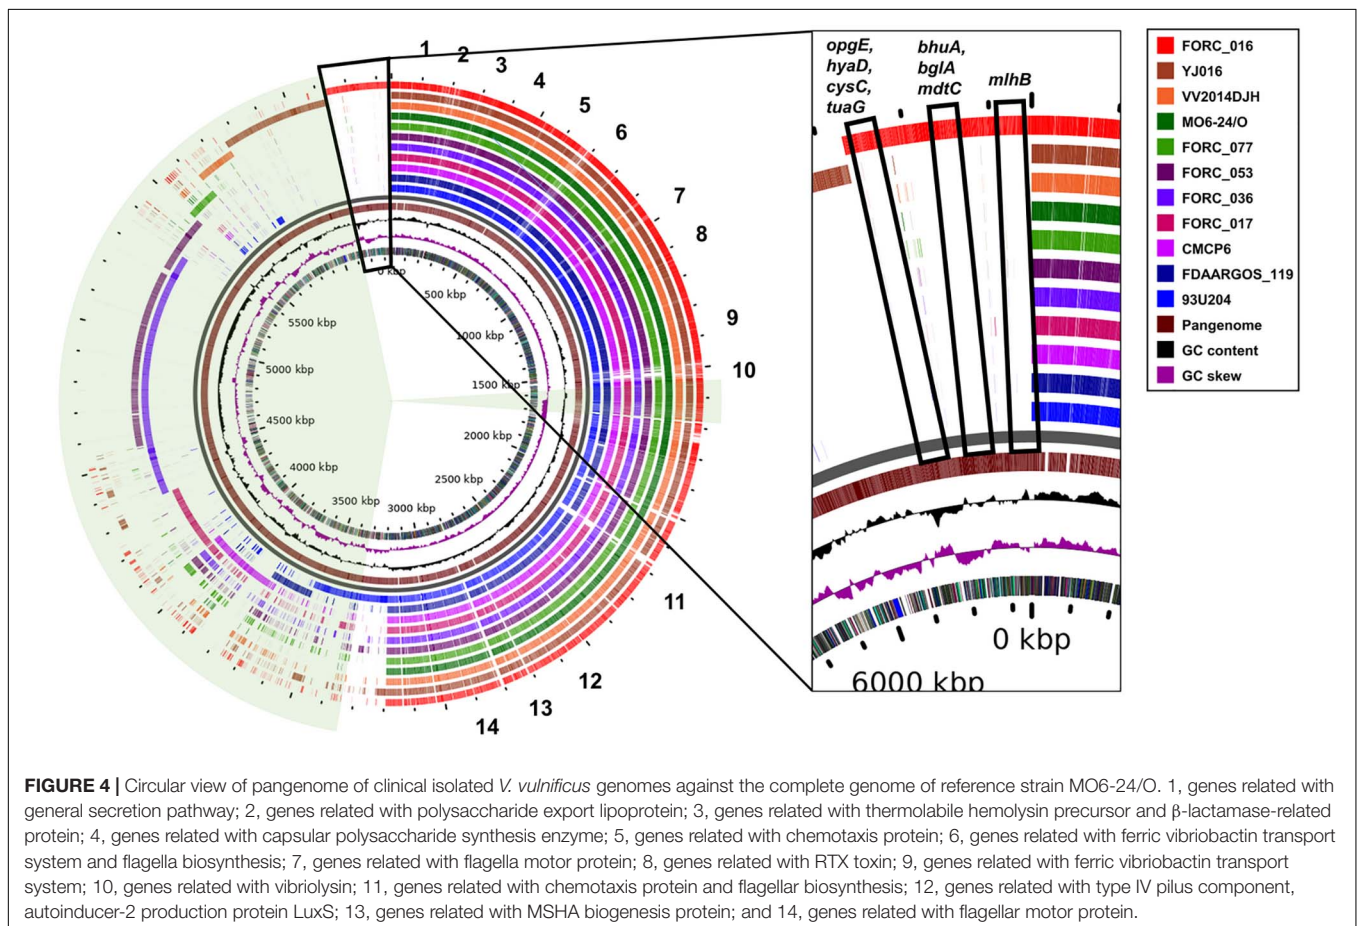 1
2
3
4
5
6
7
8
9
10
11
12
13
14
0 kbp
500 kbp
1000 kbp
1500 kbp
2000 kbp
2500 kbp
3000 kbp
3500 kbp
4000 kbp
4500 kbp
5000 kbp
5500 kbp
opgE,
hyaD,
cysC,
tuaG
bhuA,
bglA
mdtC
mlhB
0 kbp
6000 kbp
FORC_016
YJ016
VV2014DJH
MO6-24/O
FORC_077
FORC_053
FORC_036
FORC_017
CMCP6
FDAARGOS_119
93U204
Pangenome
GC content
GC skew
FIGURE 4 | Circular view of pangenome of clinical isolated V. vulnificus genomes against the complete genome of reference strain MO6-24/O. 1, genes related with
general secretion pathway; 2, genes related with polysaccharide export lipoprotein; 3, genes related with thermolabile hemolysin precursor and β-lactamase-related
protein; 4, genes related with capsular polysaccharide synthesis enzyme; 5, genes related with chemotaxis protein; 6, genes related with ferric vibriobactin transport
system and flagella biosynthesis; 7, genes related with flagella motor protein; 8, genes related with RTX toxin; 9, genes related with ferric vibriobactin transport
system; 10, genes related with vibriolysin; 11, genes related with chemotaxis protein and flagellar biosynthesis; 12, genes related with type IV pilus component,
autoinducer-2 production protein LuxS; 13, genes related with MSHA biogenesis protein; and 14, genes related with flagellar motor protein.